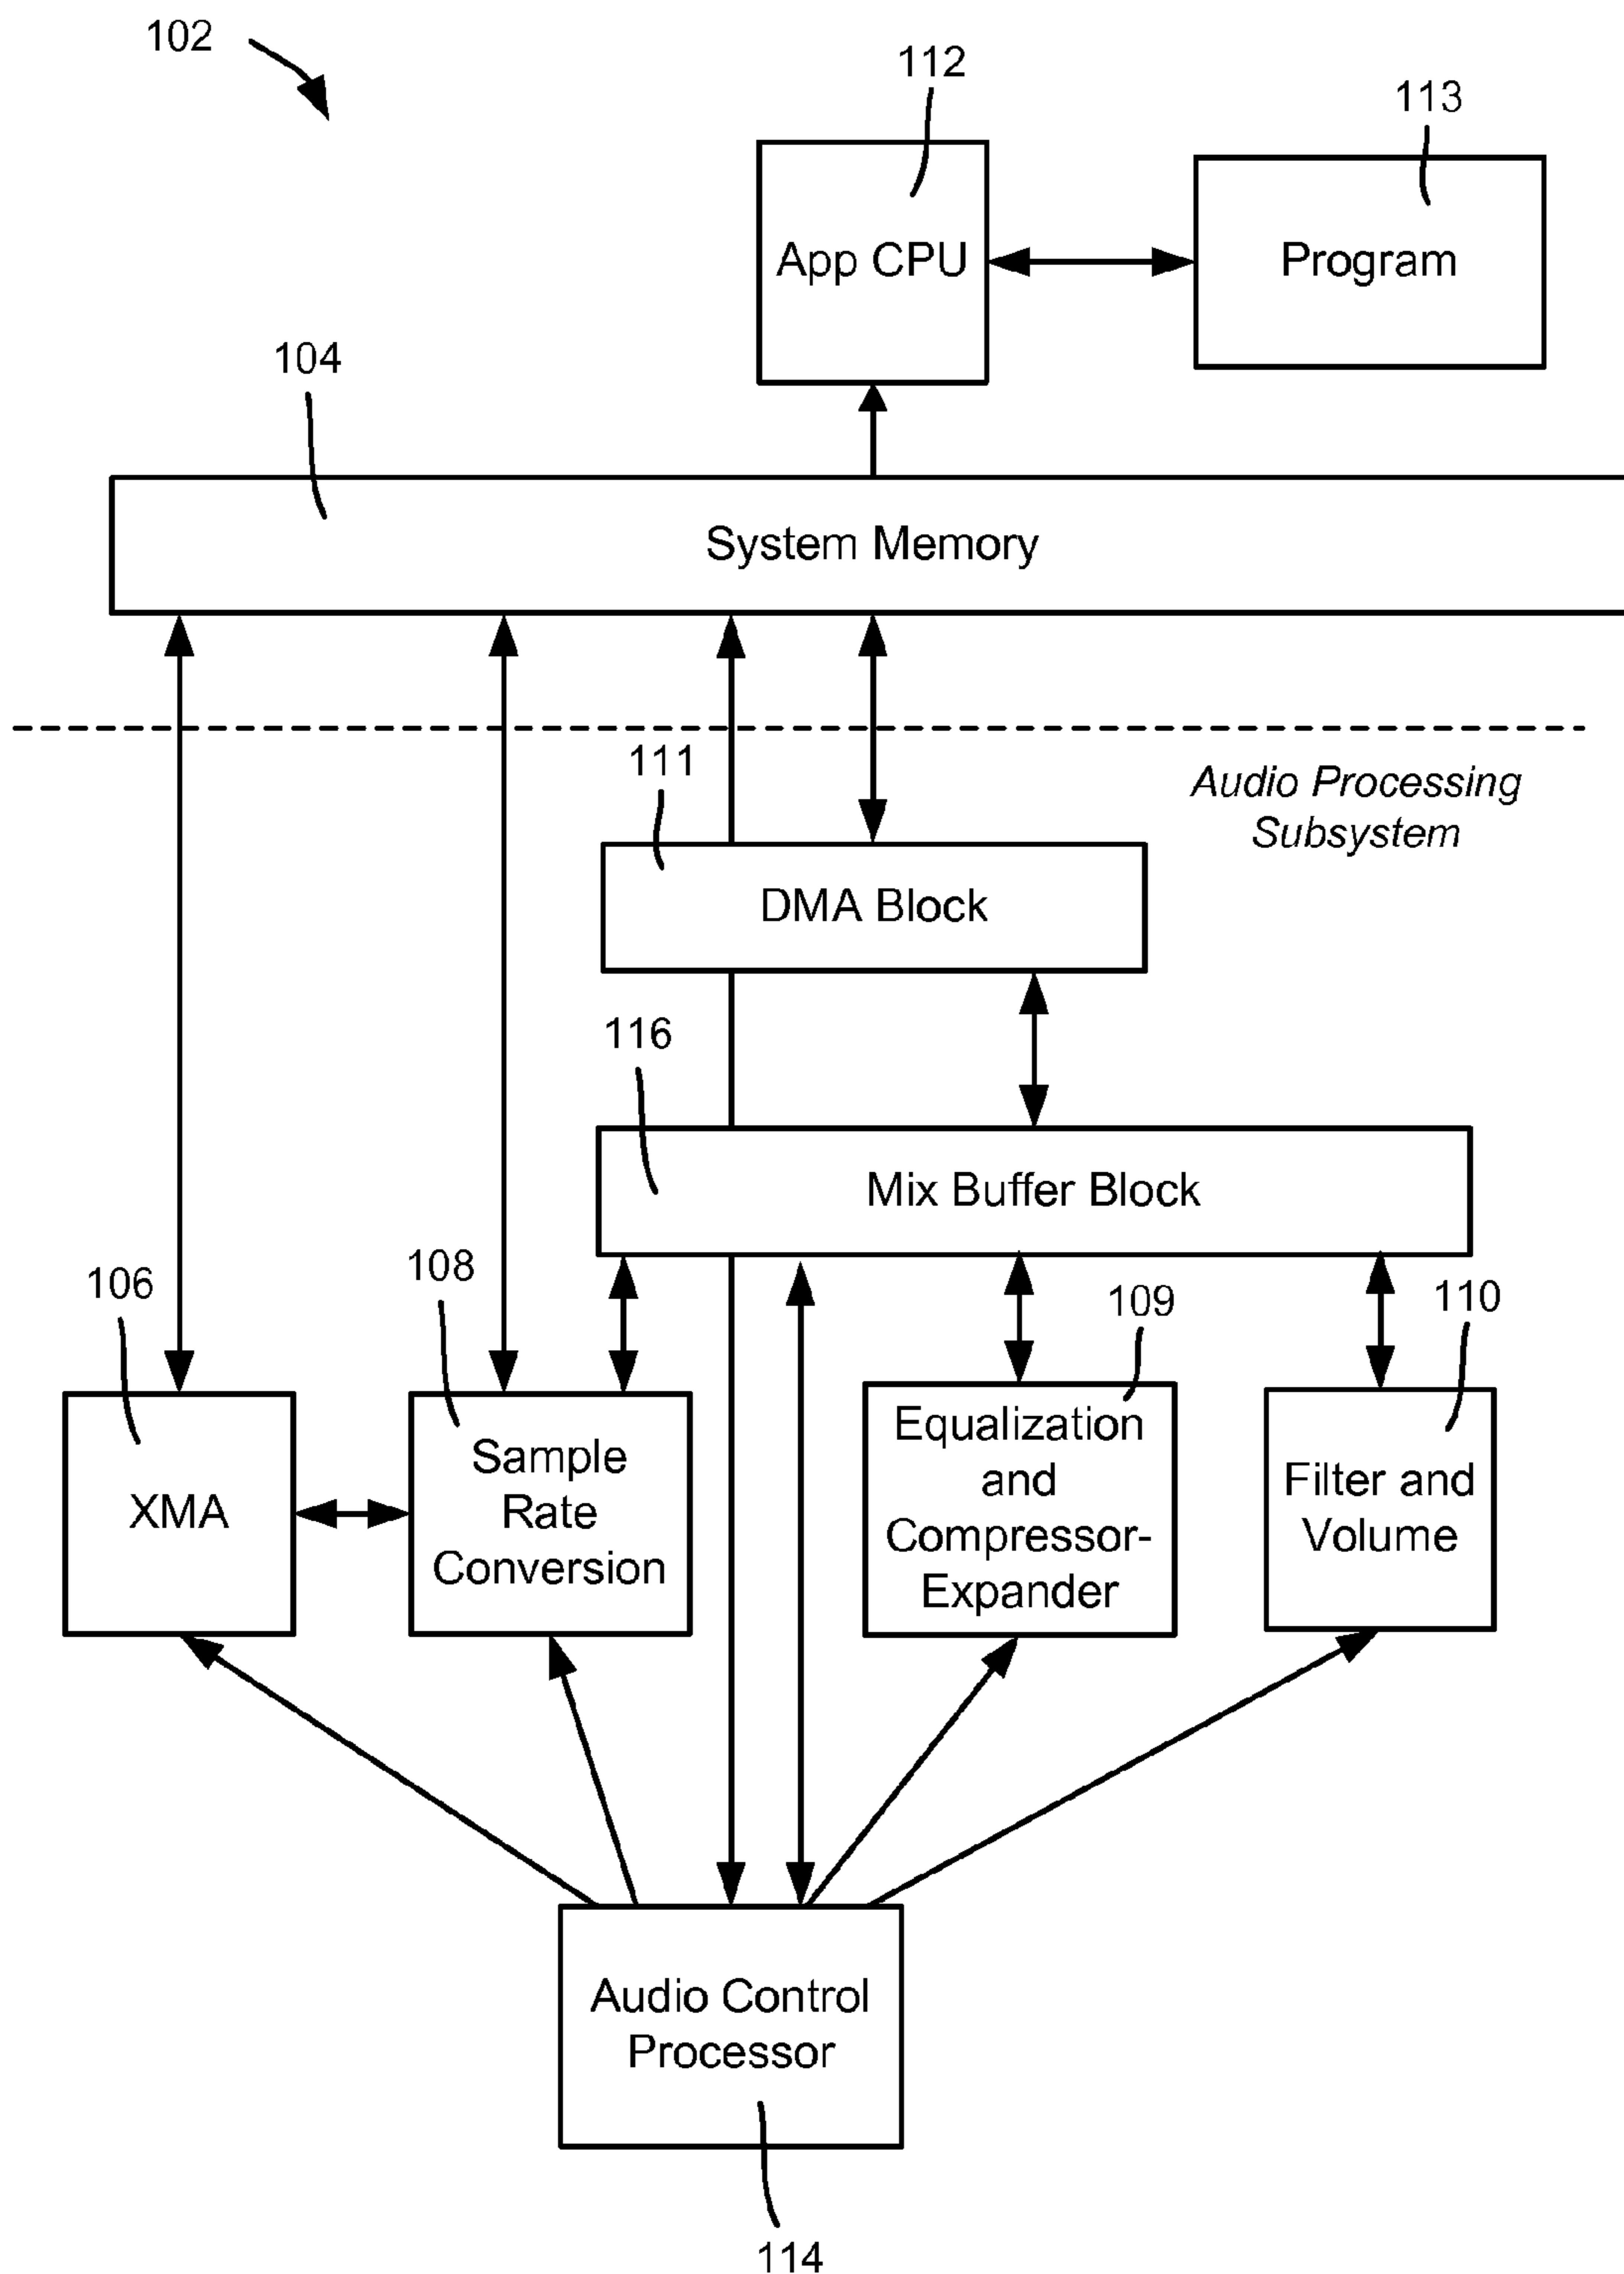 102
112
113
App CPU
Program
104
System Memory
111
Audio Processing
Subsystem
DMA Block
116
Mix Buffer Block
106
108
109
110
XMA
Sample
Rate
Conversion
Equalization
and
Compressor-
Expander
Filter and
Volume
Audio Control
Processor
114